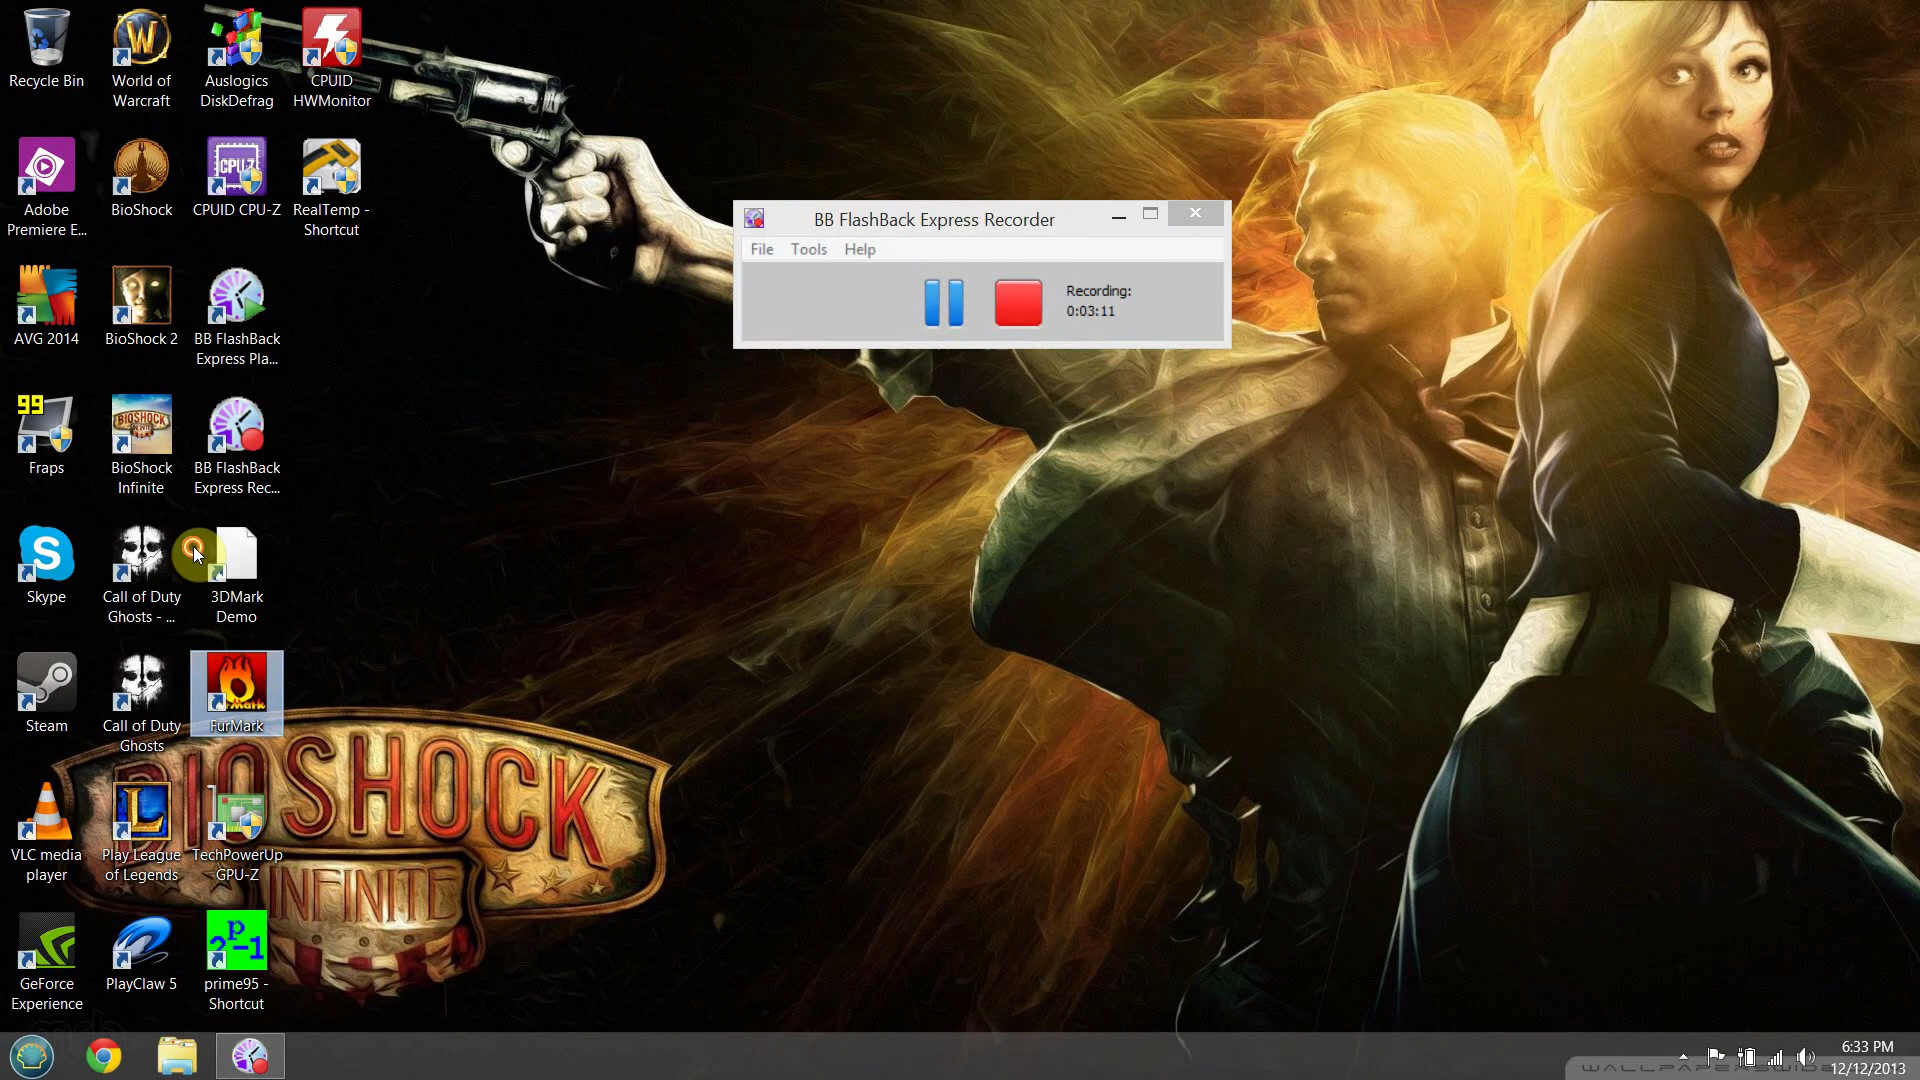 Recycle Bin
World of
Warcraft
Auslogics
DiskDefrag
CPUID
HWMonitor
Adobe
Premiere E...
BioShock
CPU-Z
CPUID CPU-Z
RealTemp -
Shortcut
AVG 2014
BioShock 2
BB FlashBack
Express Pla...
99
Fraps
BIOSHOCK
BioShock
Infinite
BB FlashBack
Express Rec...
Skype
Call of Duty
Ghosts - ...
3DMark
Demo
Steam
Call of Duty
Ghosts
FurMark
VLC media
player
Play League
of Legends
TechPowerUp
GPU-Z
GeForce
Experience
PlayClaw 5
prime95 -
Shortcut
BB FlashBack Express Recorder
File Tools Help
Recording:
0:03:11
BIOSHOCK
INFINITE
6:33 PM
12/12/2013